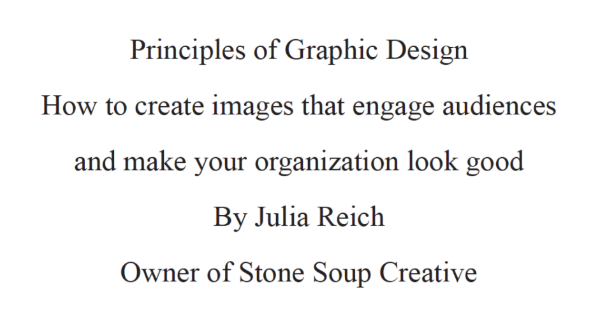 Principles of Graphic Design
How to create images that engage audiences
and make your organization look good
By Julia Reich
Owner of Stone Soup Creative